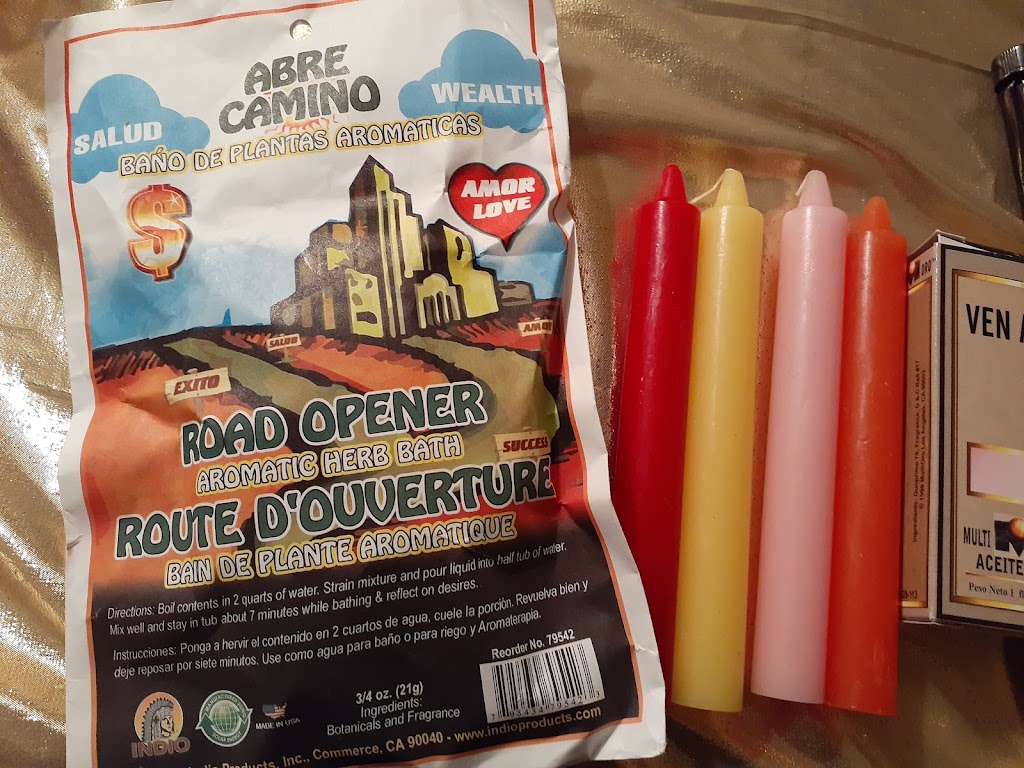 ABRE
CAMINO
SALUD
WEALTH
BAÑO DE PLANTAS AROMATICAS
$
AMOR
LOVE
SALUD
AMOR
EXITO
ROAD OPENER
AROMATIC HERB BATH
SUCCESS
ROUTE D'OUVERTURE
BAIN DE PLANTE AROMATIQUE
Directions: Boil contents in 2 quarts of water. Strain mixture and pour liquid into half tub of water.
Mix well and stay in tub about 7 minutes while bathing & reflect on desires.
Instrucciones: Ponga a hervir el contenido en 2 cuartos de agua, cuele la porción. Revuelva bien y
deje reposar por siete minutos. Use como agua para baño o para riego y Aromaterapia.
Reorder No. 79542
3/4 oz. (21g)
Ingredients:
Botanicals and Fragrance
INDIO
MADE IN USA
Products, Inc., Commerce, CA 90040 - www.indioproducts.com
VEN
MULTI
ACEITE
Peso Neto 1